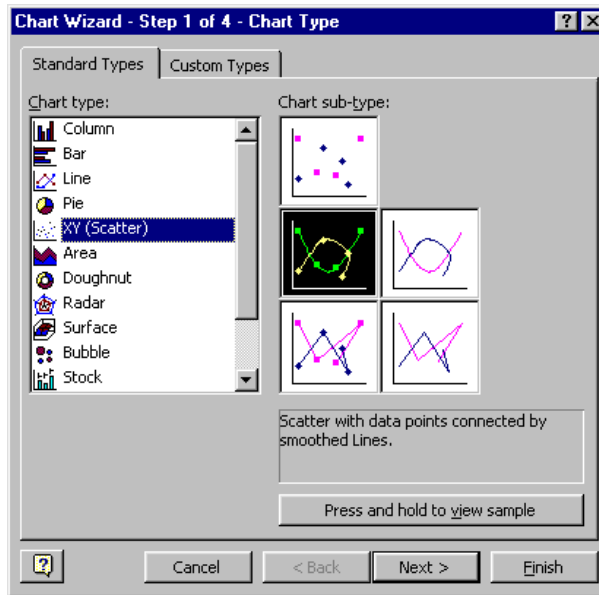 Chart Wizard - Step 1 of 4 - Chart Type
Standard Types
Custom Types
Chart type:
Column
Bar
Line
Pie
XY (Scatter)
Area
Doughnut
Radar
Surface
Bubble
Stock
Chart sub-type:
Scatter with data points connected by
smoothed Lines.
Press and hold to view sample
Cancel
< Back
Next >
Finish